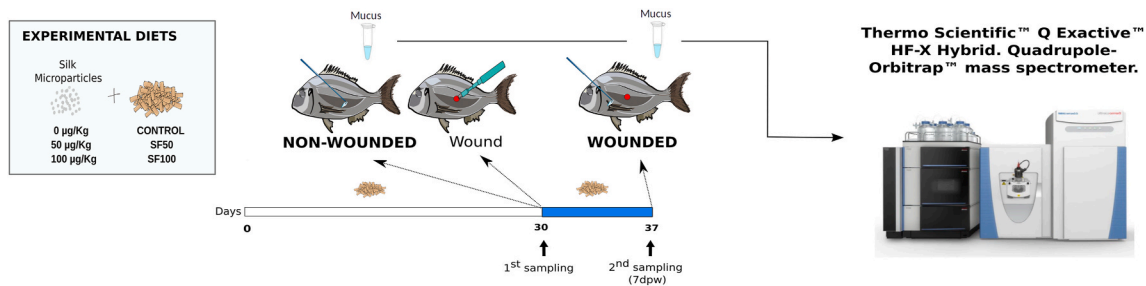 EXPERIMENTAL DIETS
Silk
Microparticles
+
0 µg/Kg CONTROL
50 µg/Kg SF50
100 µg/Kg SF100
Mucus
Mucus
NON-WOUNDED
Wound
WOUNDED
Days
0
30
37
1st sampling
2nd sampling
(7dpw)
Thermo Scientific™ Q Exactive™
HF-X Hybrid. Quadrupole-
Orbitrap™ mass spectrometer.